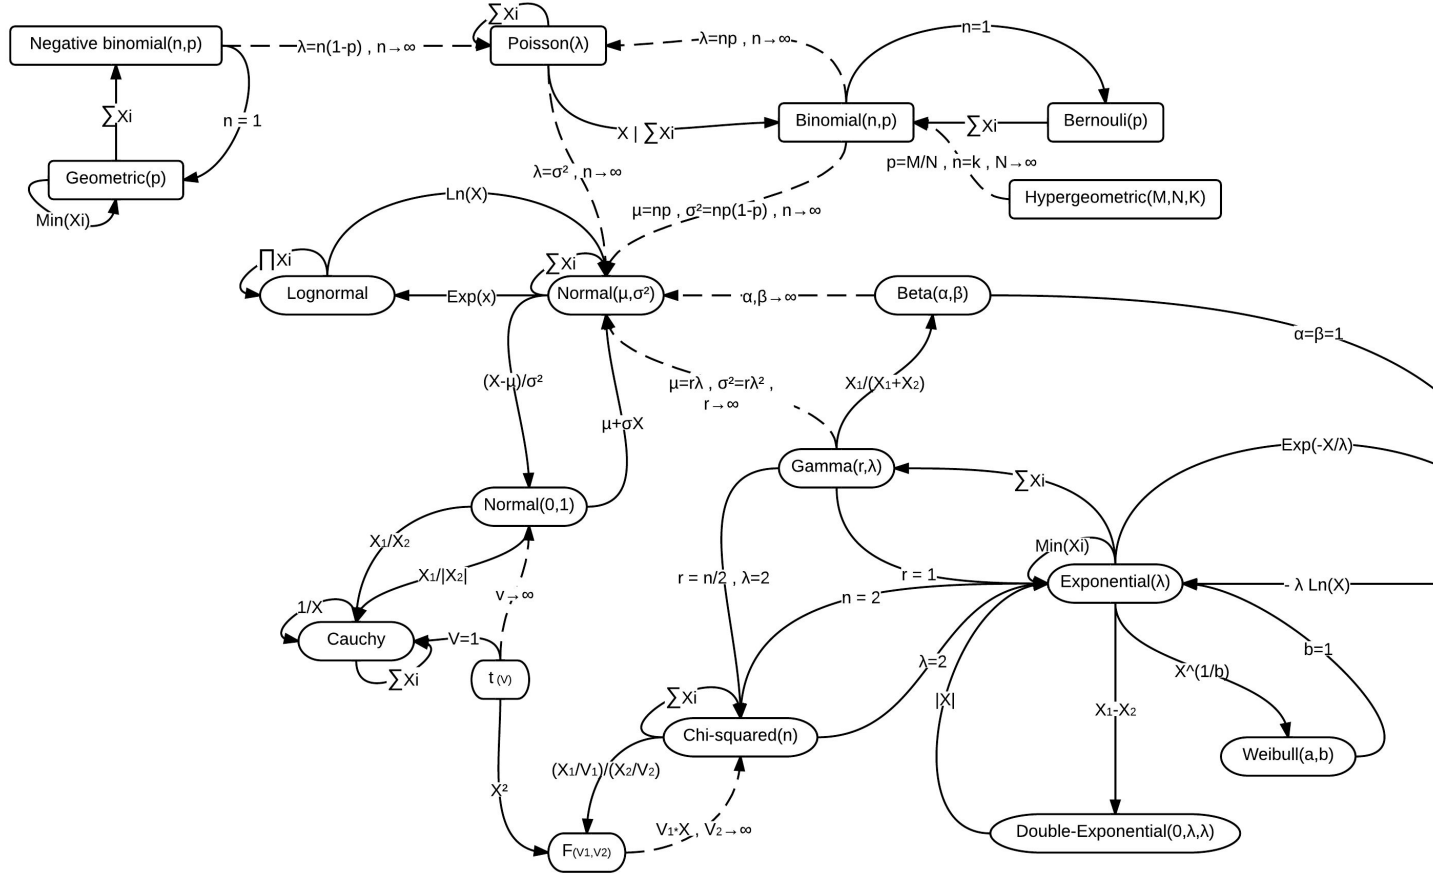 ∑Xi
n=1
Negative binomial(n,p)
λ=n(1-p) , n→∞
Poisson(λ)
λ=np , n→∞
∑Xi
n = 1
X | ∑Xi
Binomial(n,p)
∑Xi
Bernouli(p)
p=M/N , n=k , N→∞
Geometric(p)
λ=σ² , n→∞
Hypergeometric(M,N,K)
Min(Xi)
Ln(X)
µ=np , σ²=np(1-p) , n→∞
∏Xi
∑Xi
Lognormal
Exp(x)
Normal(µ,σ²)
α,β→∞
Beta(α,β)
α=β=1
(X-µ)/σ²
µ=rλ , σ²=rλ² ,
r→∞
X1/(X1+X2)
µ+σX
Exp(-X/λ)
Gamma(r,λ)
∑Xi
Normal(0,1)
X1/X2
Min(Xi)
X1/|X2|
r = n/2 , λ=2
r = 1
Exponential(λ)
- λ Ln(X)
v→∞
n = 2
1/X
Cauchy
V=1
b=1
λ=2
X^(1/b)
∑Xi
t (V)
∑Xi
|X|
X1-X2
Chi-squared(n)
Weibull(a,b)
(X1/V1)/(X2/V2)
X²
V1*X , V2→∞
Double-Exponential(0,λ,λ)
F(V1,V2)